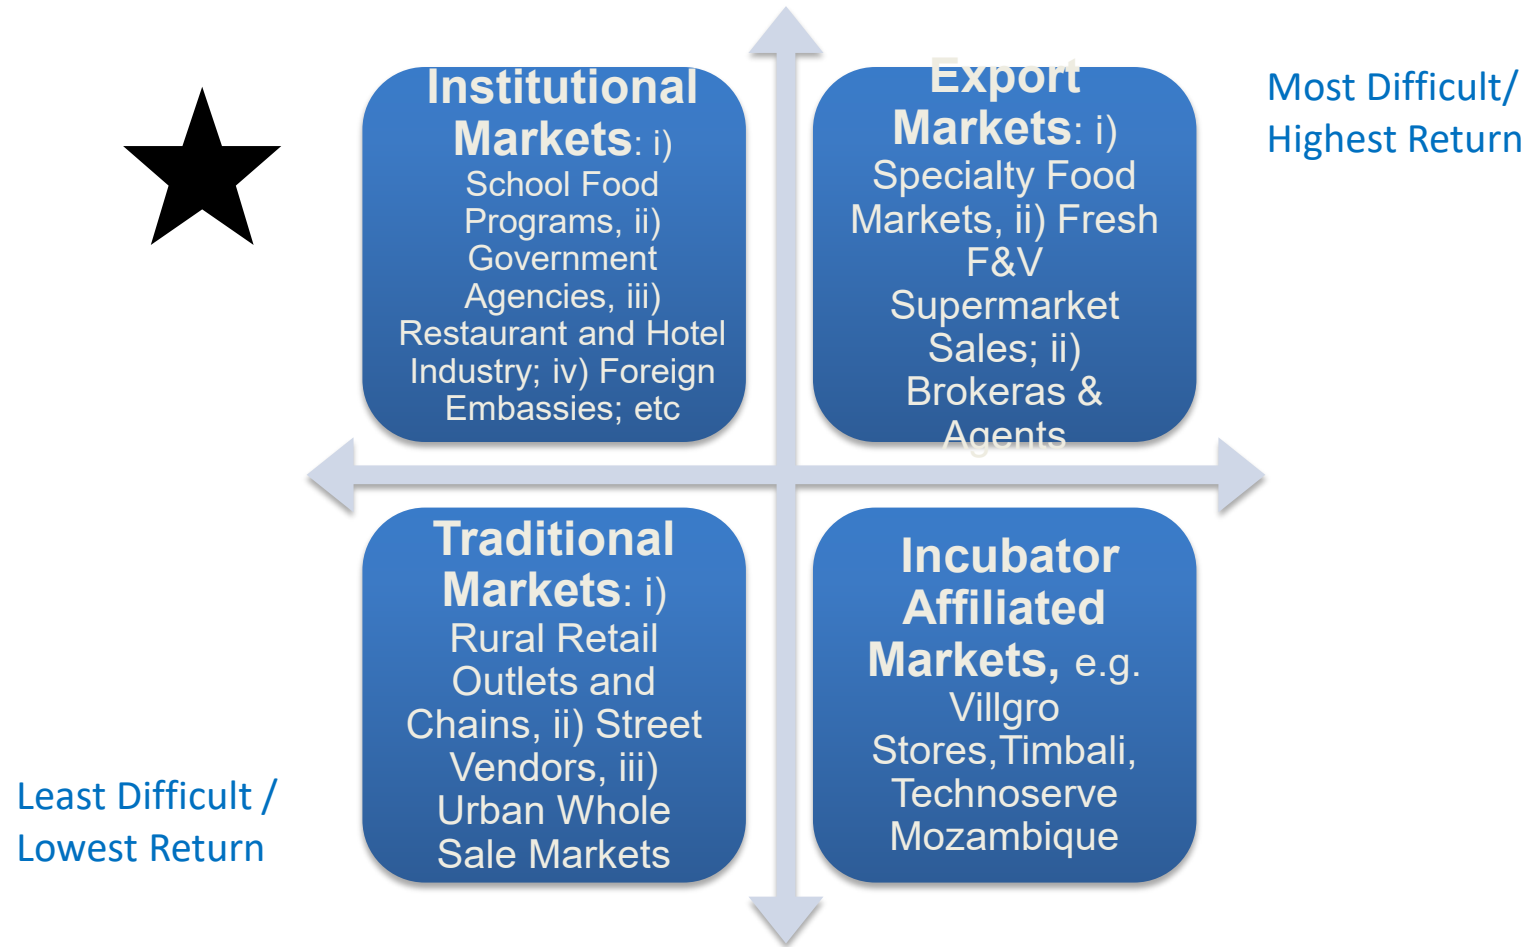 Institutional
Markets: i)
School Food
Programs, ii)
Government
Agencies, iii)
Restaurant and Hotel
Industry; iv) Foreign
Embassies; etc
Export
Markets: i)
Specialty Food
Markets, ii) Fresh
F&V
Supermarket
Sales; ii)
Brokeras &
Agents
Most Difficult/
Highest Return
Traditional
Markets: i)
Rural Retail
Outlets and
Chains, ii) Street
Vendors, iii)
Urban Whole
Sale Markets
Incubator
Affiliated
Markets, e.g.
Villgro
Stores,Timbali,
Technoserve
Mozambique
Least Difficult /
Lowest Return